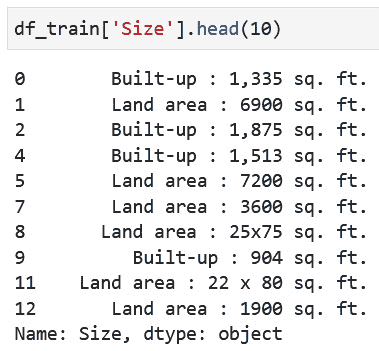 df_train['Size'].head(10)
0 Built-up : 1,335 sq. ft.
1 Land area : 6900 sq. ft.
2 Built-up : 1,875 sq. ft.
4 Built-up : 1,513 sq. ft.
5 Land area : 7200 sq. ft.
7 Land area : 3600 sq. ft.
8 Land area : 25x75 sq. ft.
9 Built-up : 904 sq. ft.
11 Land area : 22 x 80 sq. ft.
12 Land area : 1900 sq. ft.
Name: Size, dtype: object